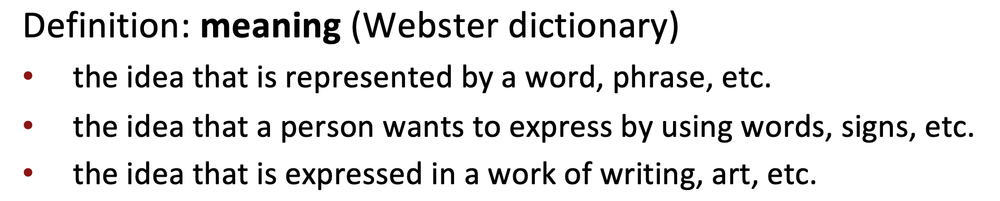 Definition: meaning (Webster dictionary)
• the idea that is represented by a word, phrase, etc.
• the idea that a person wants to express by using words, signs, etc.
• the idea that is expressed in a work of writing, art, etc.